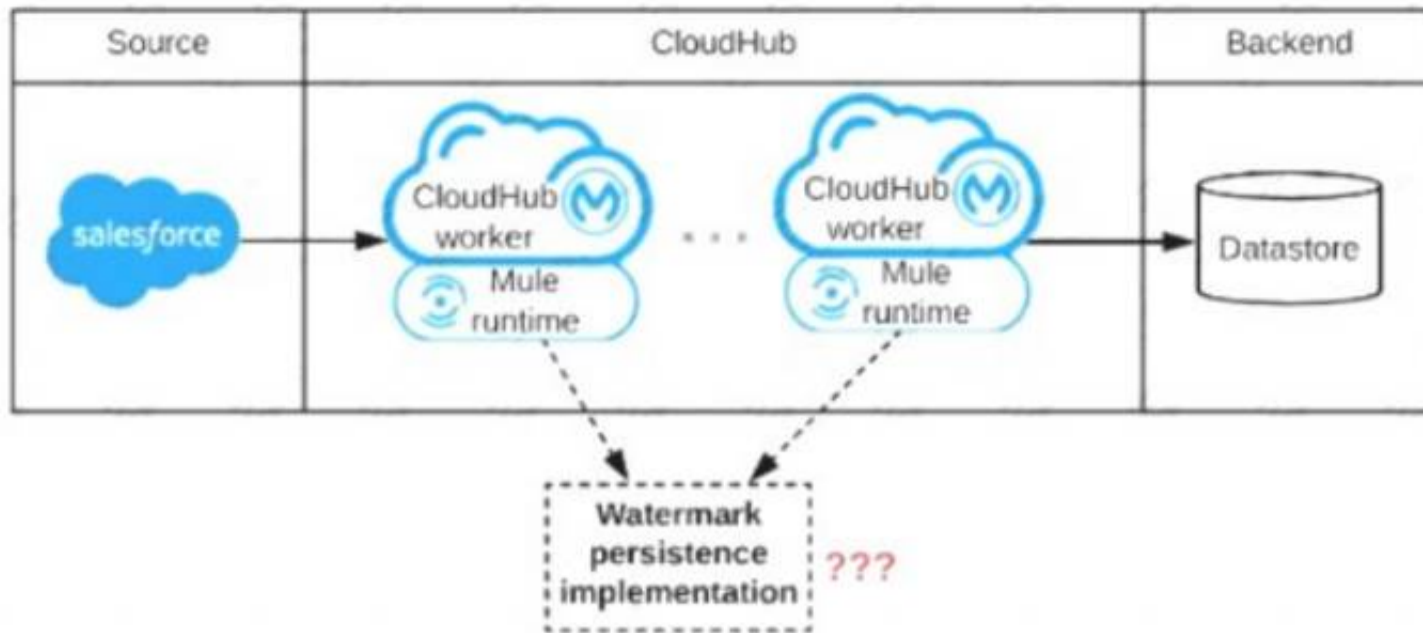 Source
CloudHub
Backend
salesforce
CloudHub
worker
Mule
runtime
CloudHub
worker
Mule
runtime
Datastore
Watermark
persistence
implementation
???